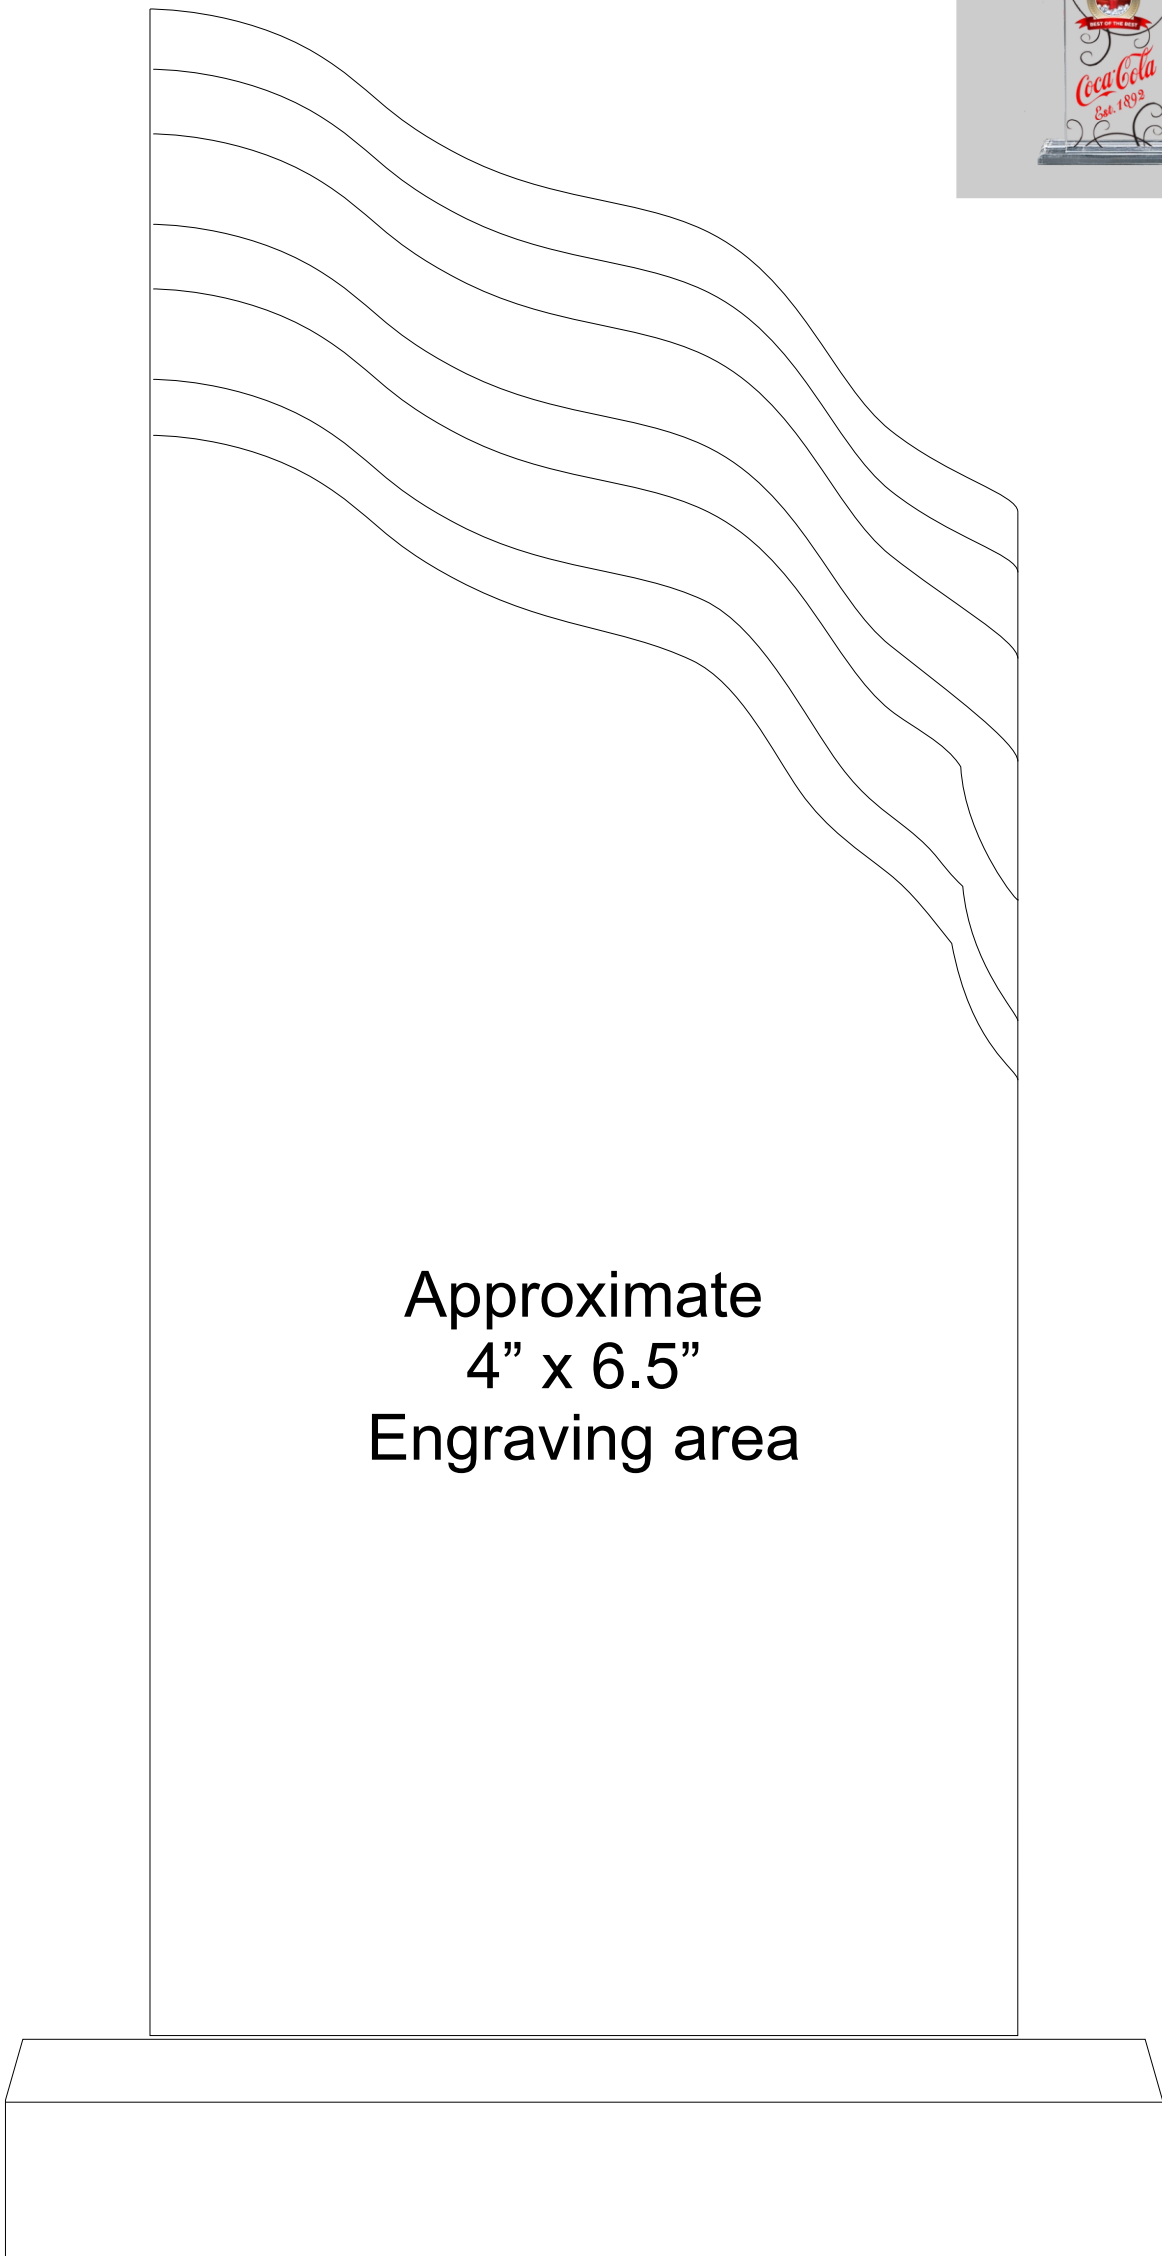 BEST OF THE BEST
Coca-Cola
Est. 1892
Approximate
4” x 6.5”
Engraving area